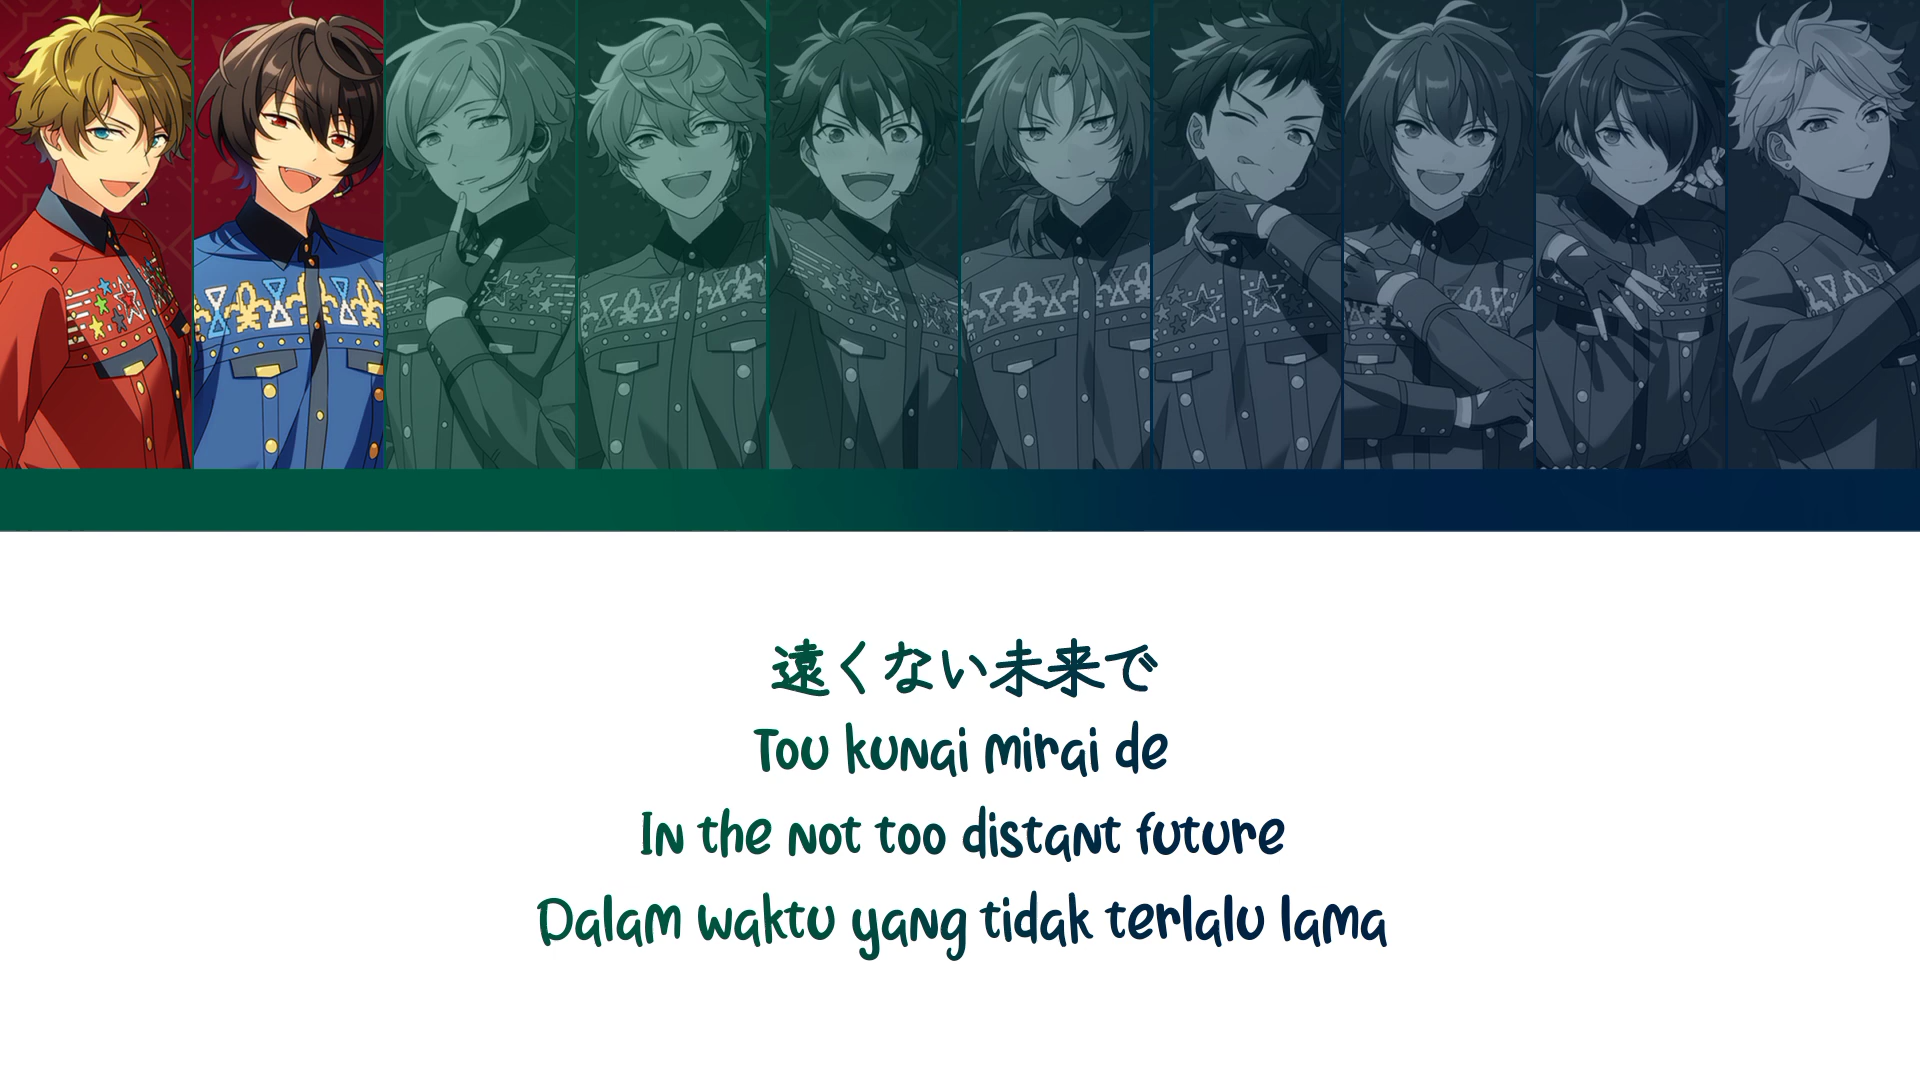 遠くない未来で
Tou kunai mirai de
In the not too distant future
Dalam waktu yang tidak terlalu lama